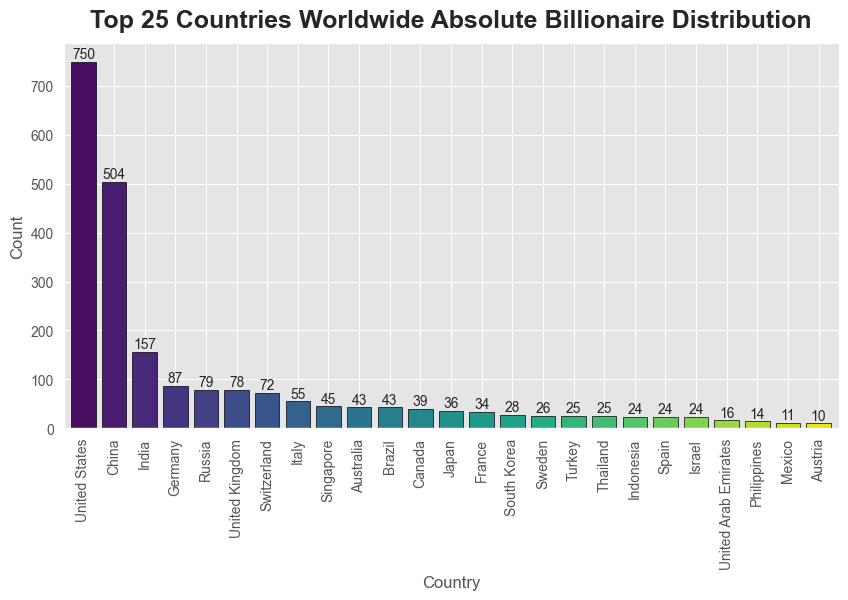 Top 25 Countries Worldwide Absolute Billionaire Distribution
Count
700
600
500
400
300
200
100
0
750
504
157
87
79
78
72
55
45
43
43
39
36
34
28
26
25
25
24
24
24
16
14
11
10
United States
China
India
Germany
Russia
United Kingdom
Switzerland
Italy
Singapore
Australia
Brazil
Canada
Japan
France
South Korea
Sweden
Turkey
Thailand
Indonesia
Spain
Israel
United Arab Emirates
Philippines
Mexico
Austria
Country